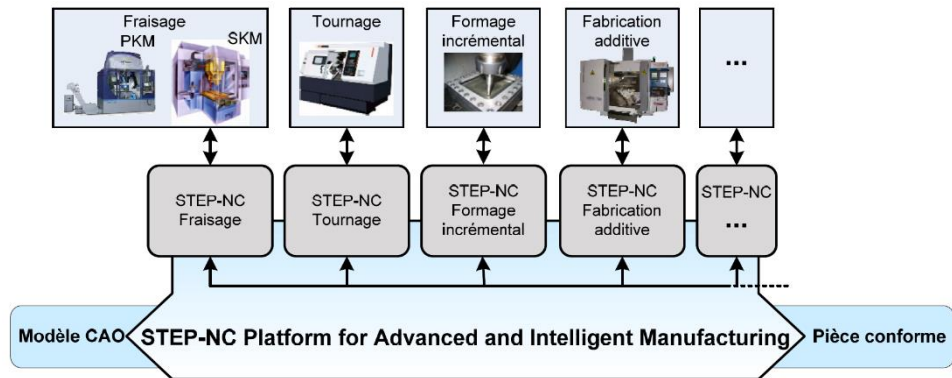 Fraisage
PKM
SKM
Tournage
Formage
incrémental
Fabrication
additive
...
STEP-NC
Fraisage
STEP-NC
Tournage
STEP-NC
Formage
incrémental
STEP-NC
Fabrication
additive
STEP-NC
...
Modèle CAO
STEP-NC Platform for Advanced and Intelligent Manufacturing
Pièce conforme